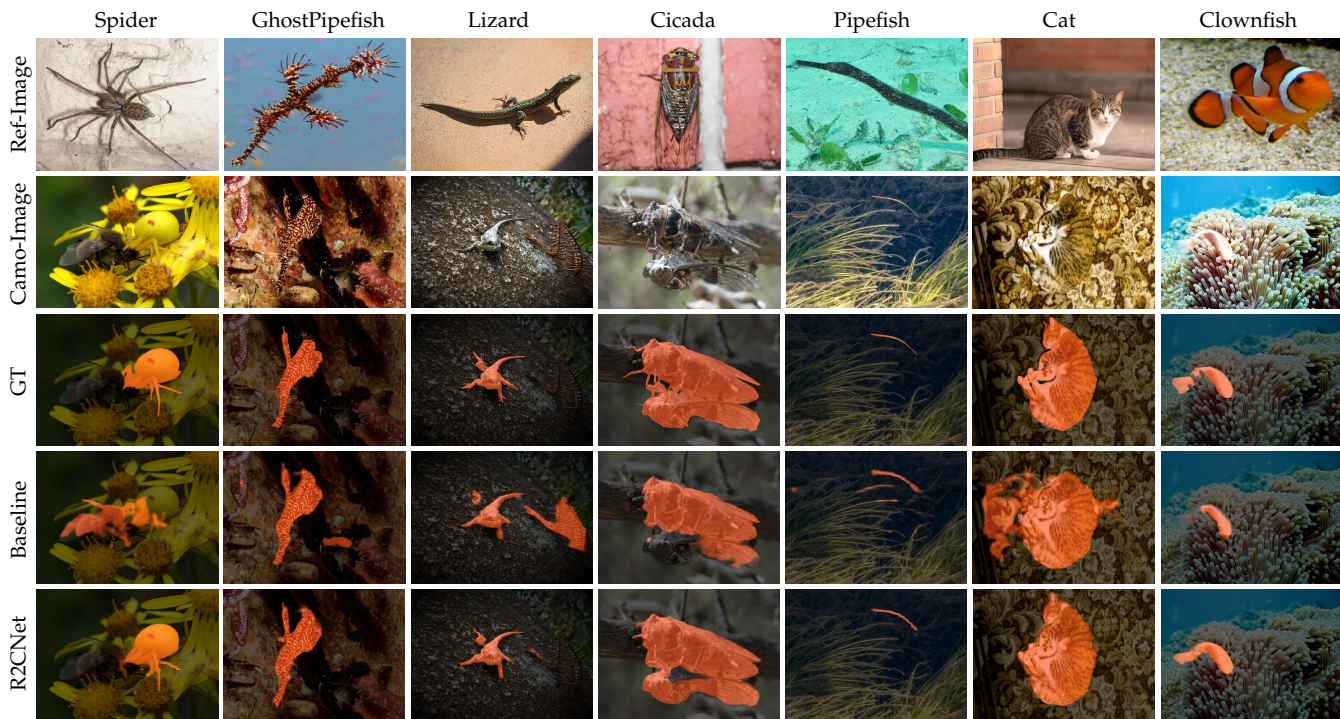 Spider GhostPipefish Lizard Cicada Pipefish Cat Clownfish
Ref-Image
Camo-Image
GT
Baseline
R2CNet